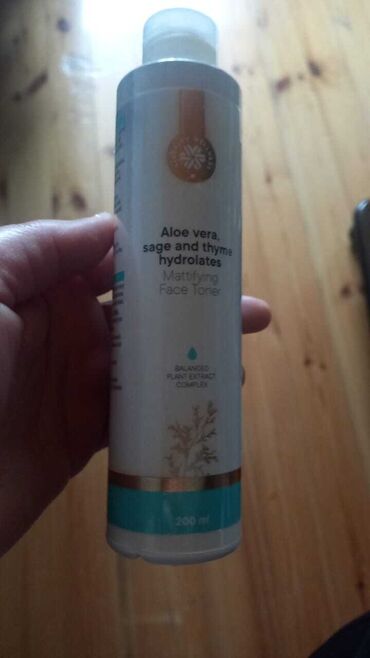 Aloe vera,
sage and thyme
hydrolates
Mattifying
Face Toner
BALANCED
PLANT EXTRACT
COMPLEX
200 ml